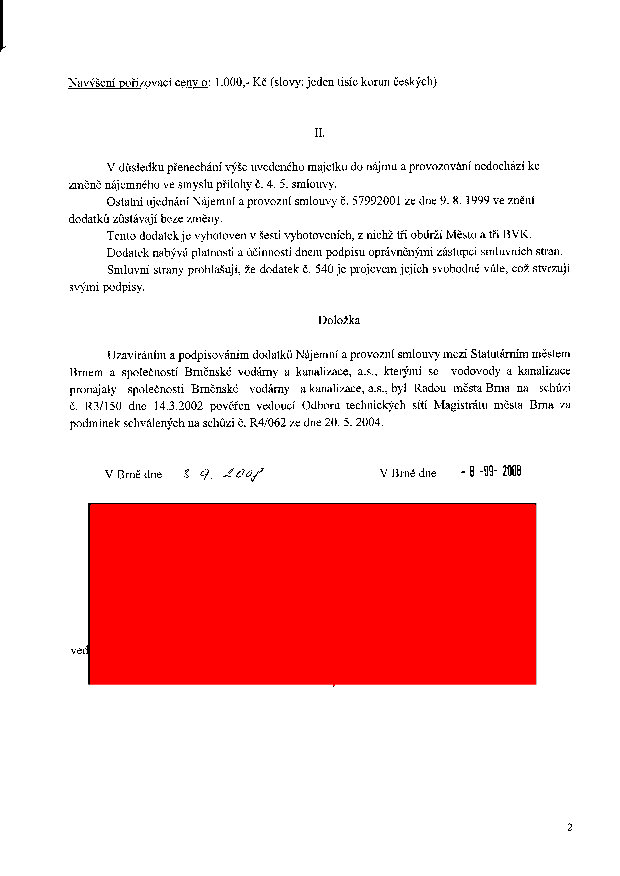 Navýšení pořizovací ceny o: 1.000,- Kč (slovy: jeden tisíc korun českých)
II.
V důsledku přenechání výše uvedeného majetku do nájmu a provozování nedochází ke
změně nájemného ve smyslu přílohy č. 4. 5. smlouvy.
Ostatní ujednání Nájemní a provozní smlouvy č. 57992001 ze dne 9. 8. 1999 ve znění
dodatků zůstávají beze změny.
Tento dodatek je vyhotoven v šesti vyhotoveních, z nichž tři obdrží Město a tři BVK.
Dodatek nabývá platnosti a účinnosti dnem podpisu oprávněnými zástupci smluvních stran.
Smluvní strany prohlašují, že dodatek č. 540 je projevem jejich svobodné vůle, což stvrzují
svými podpisy.
Doložka
Uzavíráním a podpisováním dodatků Nájemní a provozní smlouvy mezi Statutárním městem
Brnem a společností Brněnské vodárny a kanalizace, a.s., kterými se vodovody a kanalizace
pronajaly společnosti Brněnské vodárny a kanalizace, a.s., byl Radou města Brna na schůzi
č. R3/150 dne 14.3.2002 pověřen vedoucí Odboru technických sítí Magistrátu města Brna za
podmínek schválených na schůzi č. R4/062 ze dne 20. 5. 2004.
V Brně dne 8. 9. 2008 V Brně dne - 8 -09- 2008
ved
2